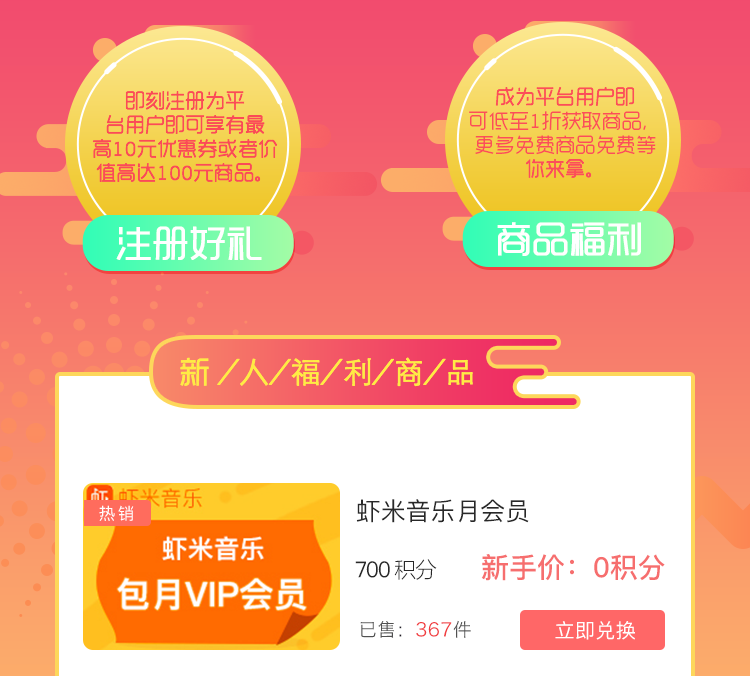 即刻注册为平
台用户即可享有最
高10元优惠券或者价
值高达100元商品。
注册好礼
成为平台用户即
可低至1折获取商品,
更多免费商品免费等
你来拿。
商品福利
新/人/福/利/商/品
虾 虾米音乐
热销
虾米音乐
包月VIP会员
虾米音乐月会员
700 积分
新手价：0积分
已售：367件
立即兑换